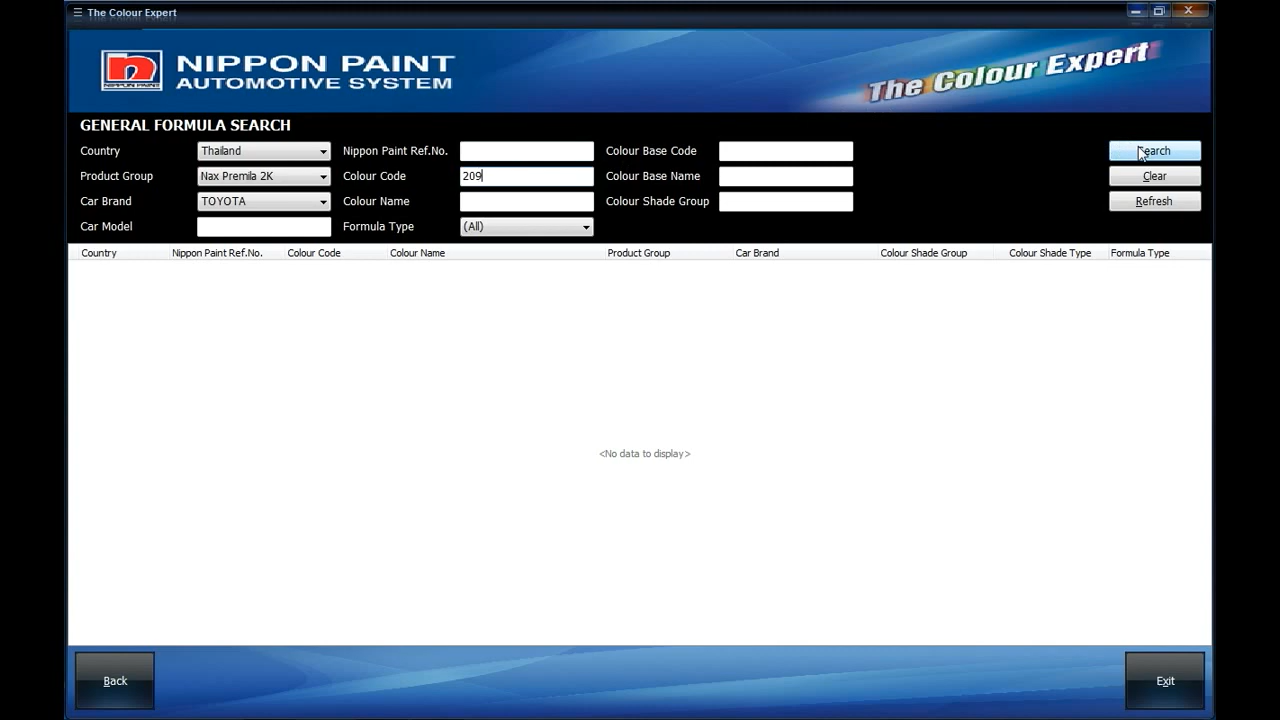 The Colour Expert
n
NIPPON PAINT
NIPPON PAINT
AUTOMOTIVE SYSTEM
The Colour Expert
GENERAL FORMULA SEARCH
Country Thailand Nippon Paint Ref.No. Colour Base Code Search
Product Group Nax Premila 2K Colour Code 209 Colour Base Name Clear
Car Brand TOYOTA Colour Name Colour Shade Group Refresh
Car Model Formula Type (All)
Country Nippon Paint Ref.No. Colour Code Colour Name Product Group Car Brand Colour Shade Group Colour Shade Type Formula Type
<No data to display>
Back Exit